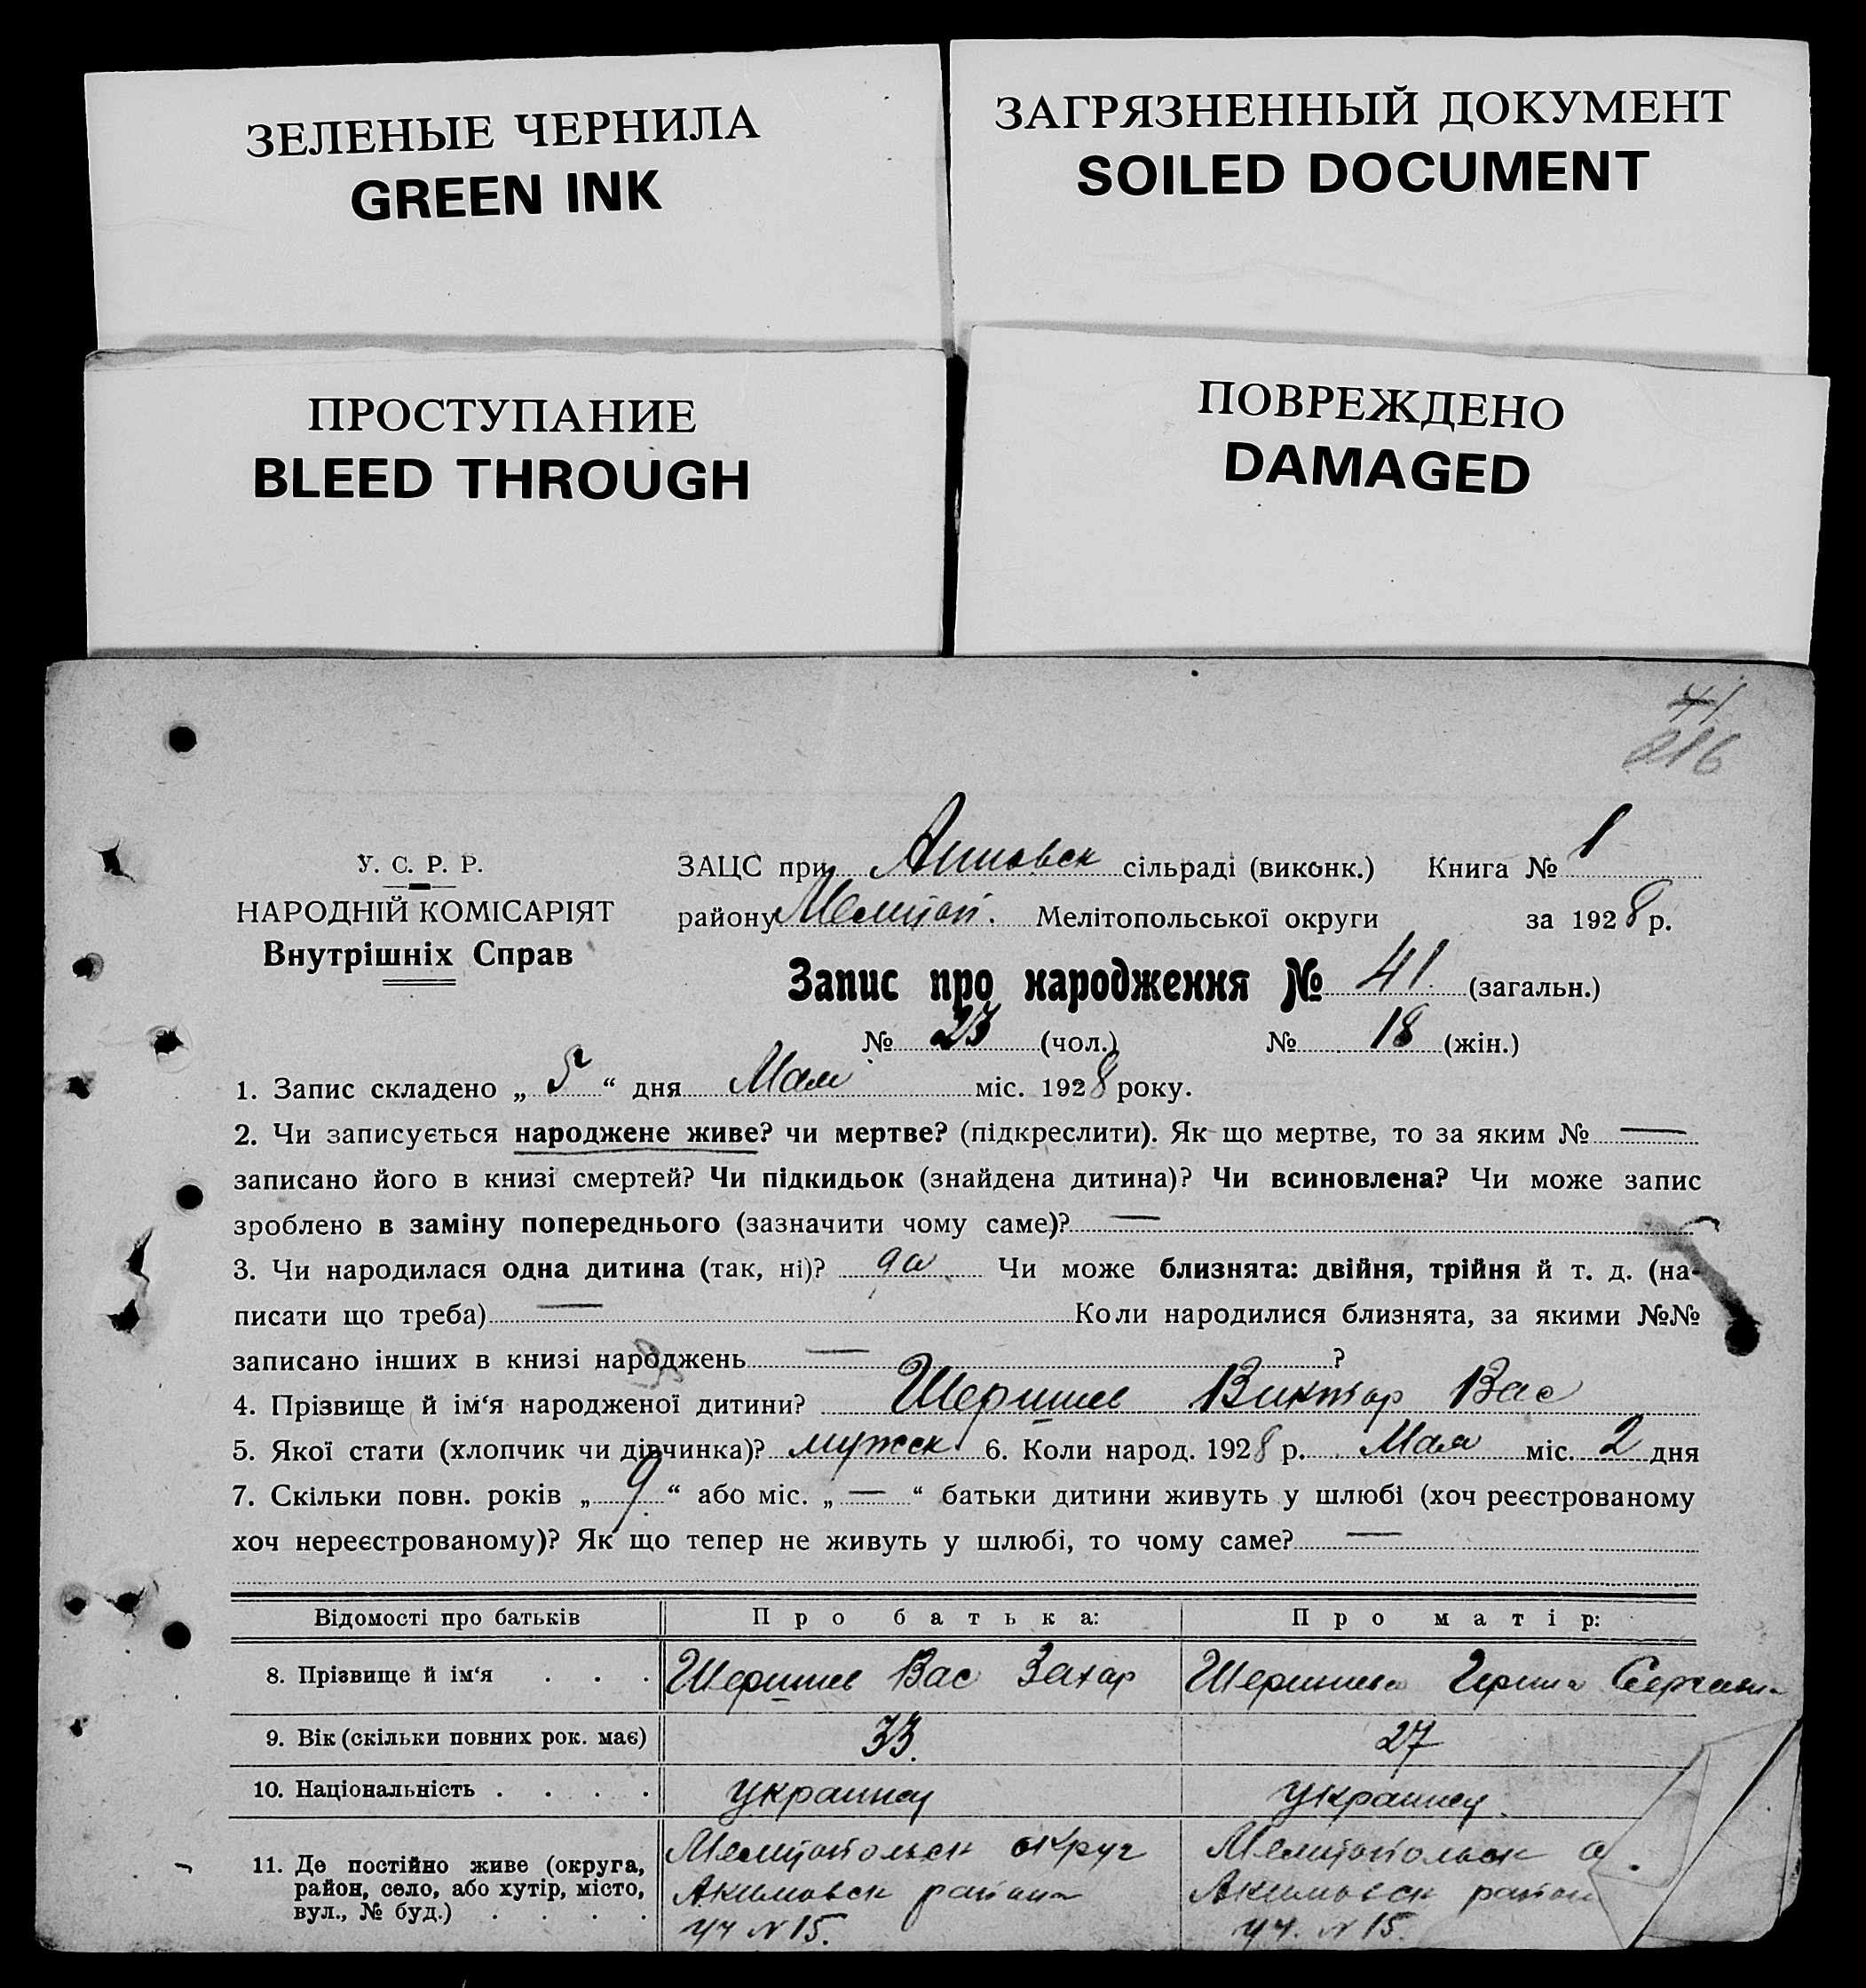 ЗЕЛЕНЫЕ ЧЕРНИЛА
GREEN INK
ЗАГРЯЗНЕННЫЙ ДОКУМЕНТ
SOILED DOCUMENT
ПРОСТУПАНИЕ
BLEED THROUGH
ПОВРЕЖДЕНО
DAMAGED
41
216
У. С. Р. Р.
НАРОДНІЙ КОМІСАРІЯТ
Внутрішніх Справ
ЗАЦС при Анновск сільраді (виконк.) Книга № 1
району Мелитоп. Мелітопольської округи за 1928 р.
Запис про народження № 41 (загальн.)
№ 23 (чол.) № 18 (жін.)
1. Запис складено „ 5 “ дня Мая міс. 1928 року.
2. Чи записується народжене живе? чи мертве? (підкреслити). Як що мертве, то за яким № —
записано його в книзі смертей? Чи підкидьок (знайдена дитина)? Чи всиновлена? Чи може запис
зроблено в заміну попереднього (зазначити чому саме)? —
3. Чи народилася одна дитина (так, ні)? да Чи може близнята: двійня, трійня й т. д. (на-
писати що треба) — Коли народилися близнята, за якими №№
записано інших в книзі народжень — ?
4. Прізвище й ім‘я народженої дитини? Виктор Вас
5. Якої стати (хлопчик чи дівчинка)? мужск 6. Коли народ. 1928 р. Мая міс. 2 дня
7. Скільки повн. років „ 9 “ або міс. „ — “ батьки дитини живуть у шлюбі (хоч реєстрованому
хоч нереєстрованому)? Як що тепер не живуть у шлюбі, то чому саме? —
Відомості про батьків Про батька: Про матір:
8. Прізвище й ім‘я . . . Вас Захар
9. Вік (скільки повних рок. має) 33. 27
10. Національність . . . . украинец украинец
11. Де постійно живе (округа, район, село, або хутір, місто, вул., № буд.) . . . .
Мелитопольск округ Мелитопольск о
Акимовск район Акимовск район
уч N 15. уч. N 15.